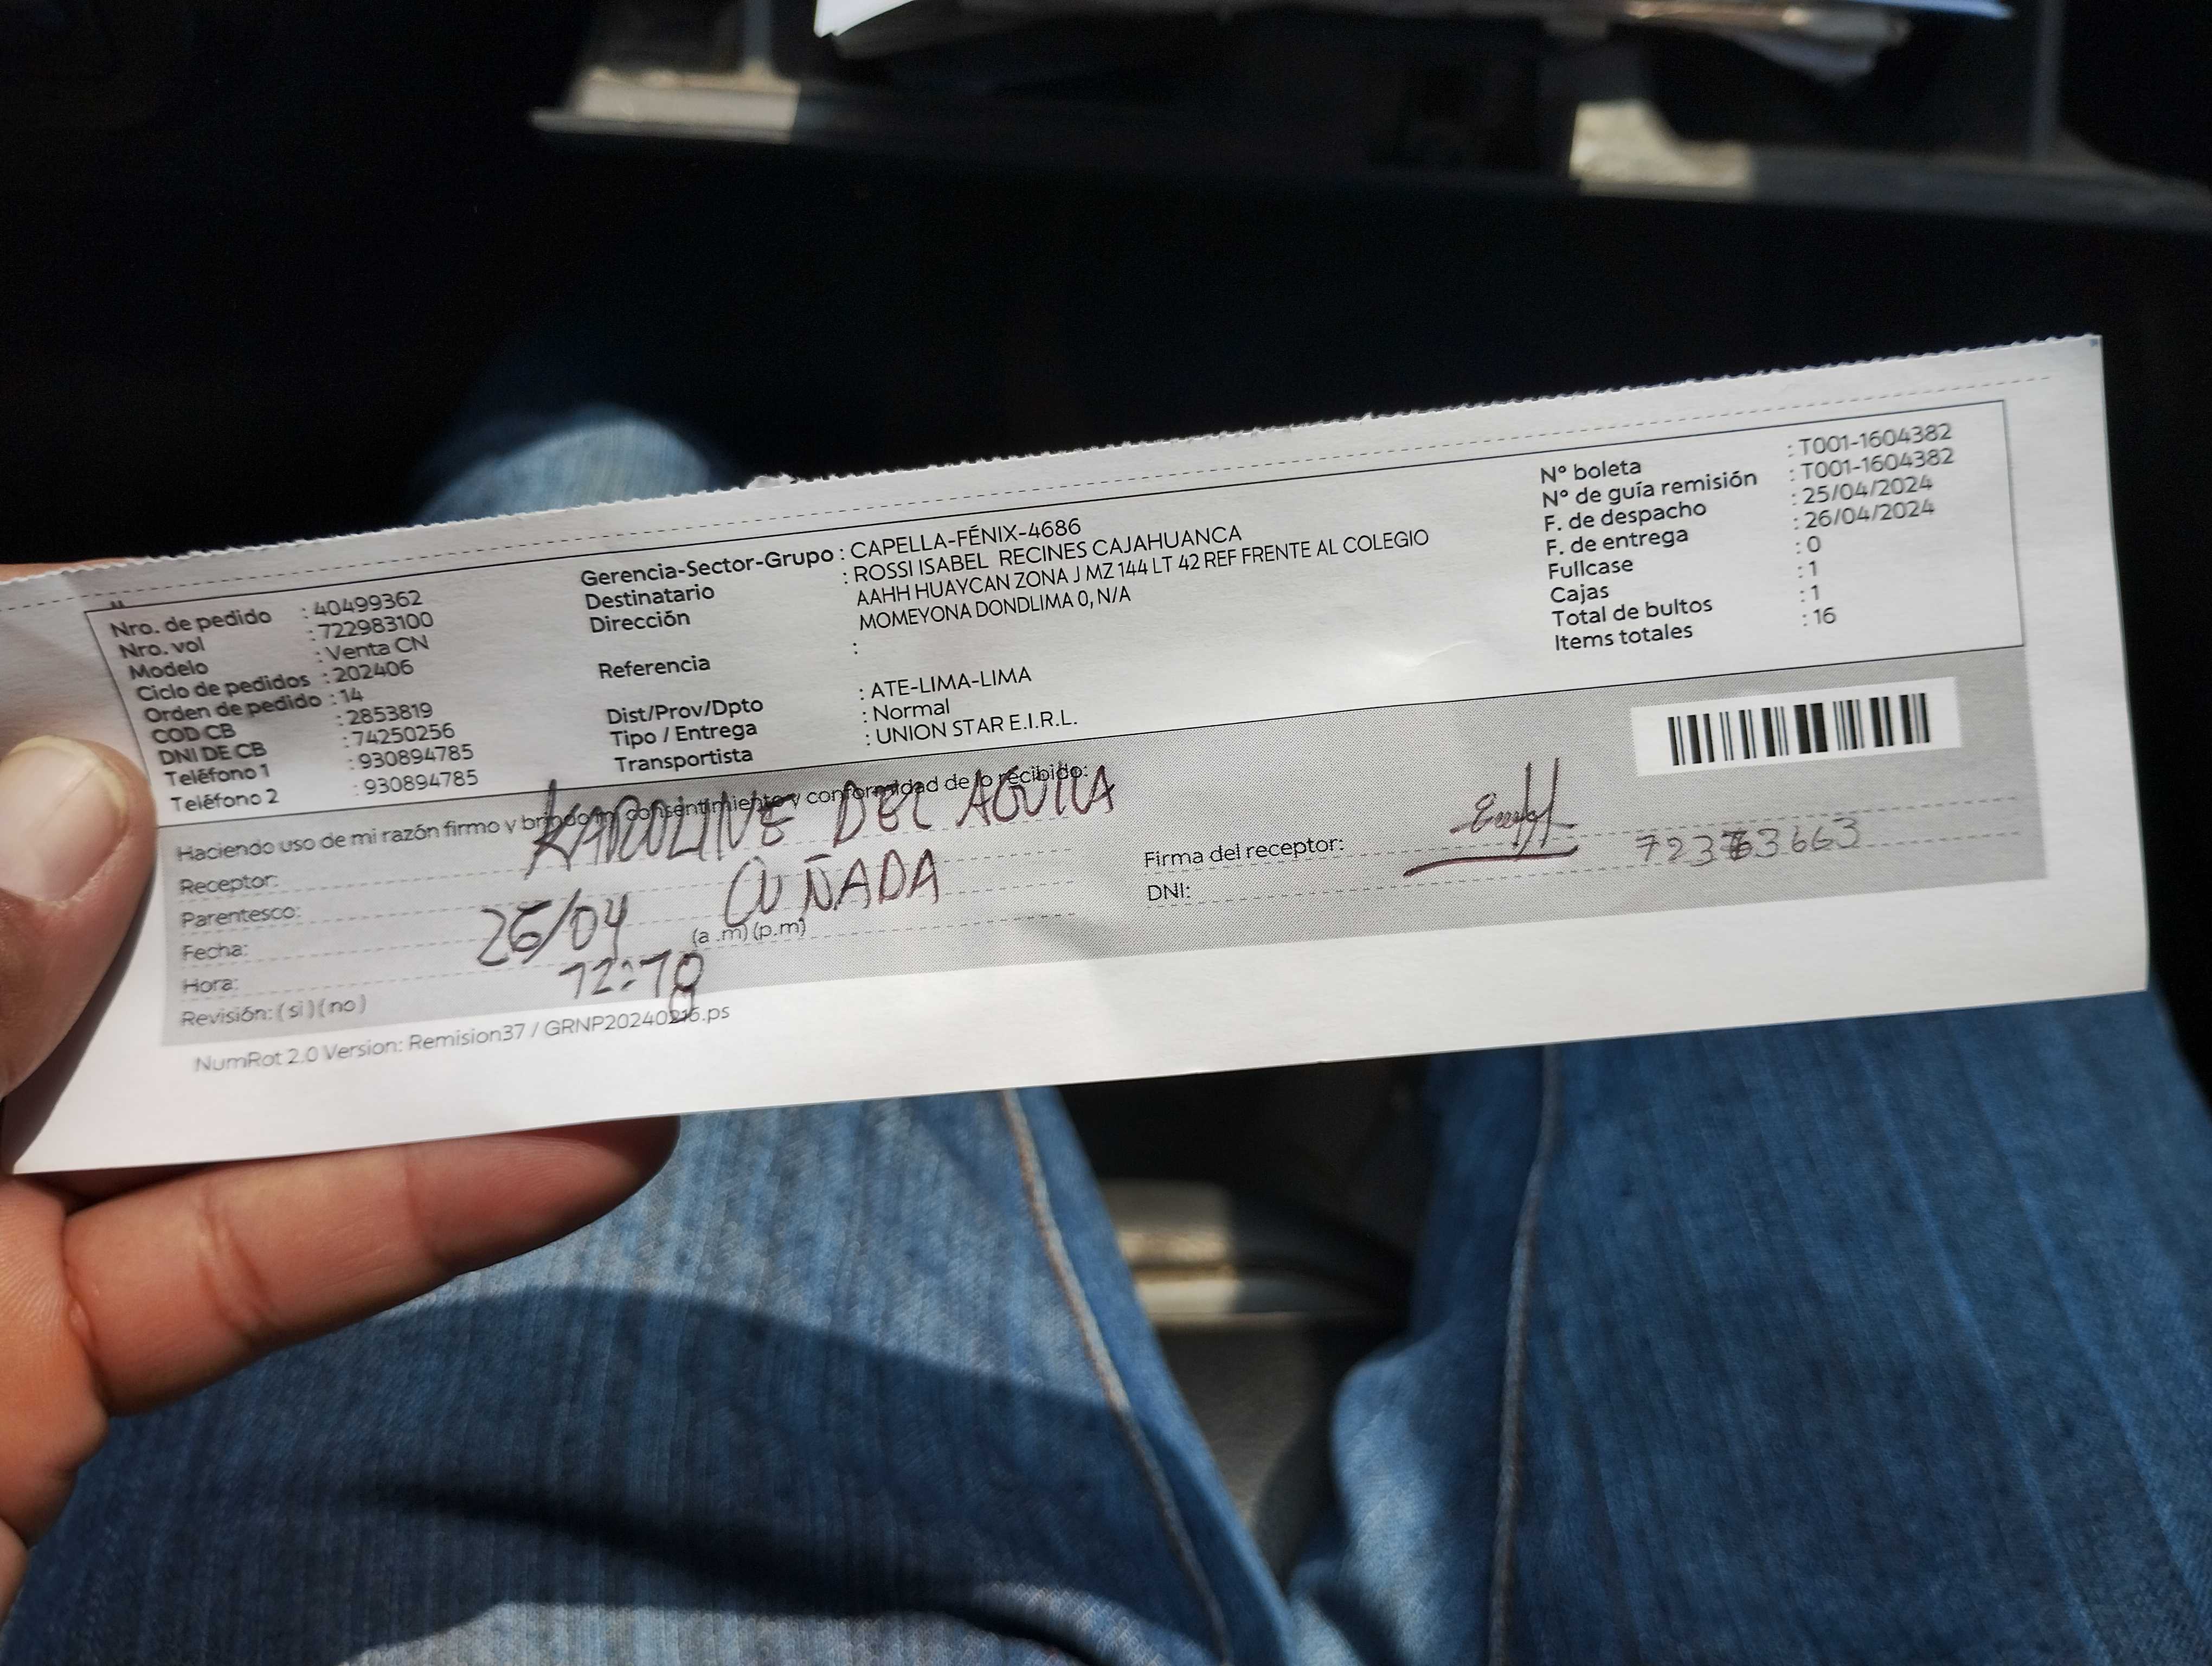 Nro. de pedido : 40499362
Nro. vol : 722983100
Modelo : Venta CN
Ciclo de pedidos : 202406
Orden de pedido : 14
COD CB : 2853819
DNI DE CB : 74250256
Teléfono 1 : 930894785
Teléfono 2 : 930894785
Gerencia-Sector-Grupo : CAPELLA-FÉNIX-4686
Destinatario : ROSSI ISABEL RECINES CAJAHUANCA
Dirección AAHH HUAYCAN ZONA J MZ 144 LT 42 REF FRENTE AL COLEGIO
MOMEYONA DONDLIMA 0, N/A
Referencia :
Dist/Prov/Dpto : ATE-LIMA-LIMA
Tipo / Entrega : Normal
Transportista : UNION STAR E.I.R.L.
Nº boleta : T001-1604382
Nº de guía remisión : T001-1604382
F. de despacho : 25/04/2024
F. de entrega : 26/04/2024
Fullcase : 0
Cajas : 1
Total de bultos : 1
Items totales : 16
Haciendo uso de mi razón firmo y brindo mi consentimiento y conformidad de lo recibido:
Receptor: KAROLINE DEL AGUILA
Parentesco: CUÑADA
Fecha: 26/04
Hora: (a .m) (p.m)
Revisión: ( si ) ( no )
Firma del receptor:
DNI:
NumRot 2.0 Version: Remision37 / GRNP20240216.ps